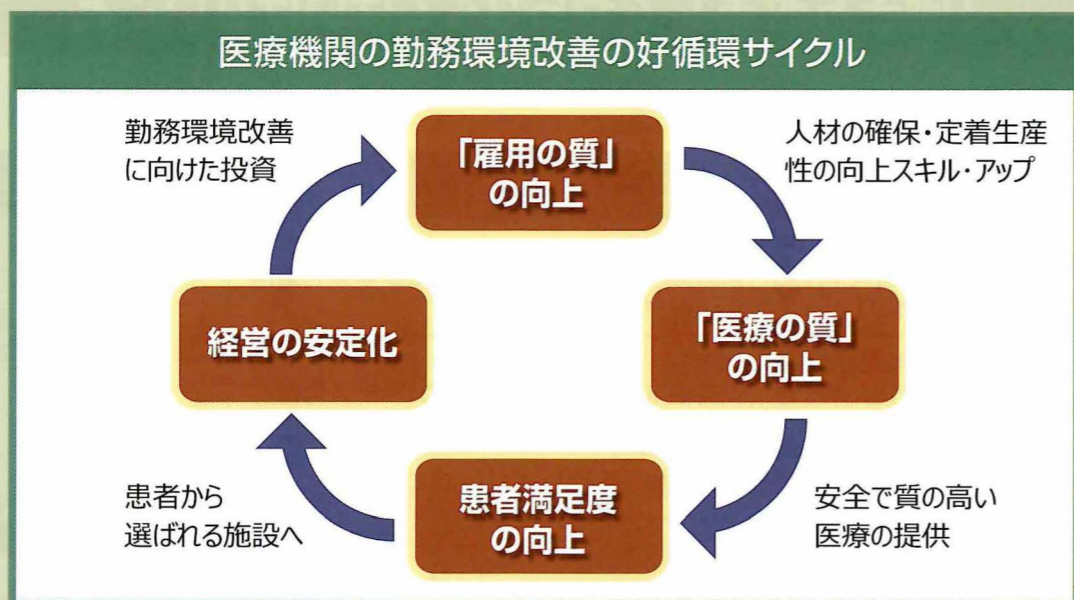 医療機関の勤務環境改善の好循環サイクル
勤務環境改善
に向けた投資
「雇用の質」
の向上
人材の確保・定着生産
性の向上スキル・アップ
経営の安定化
「医療の質」
の向上
患者から
選ばれる施設へ
患者満足度
の向上
安全で質の高い
医療の提供